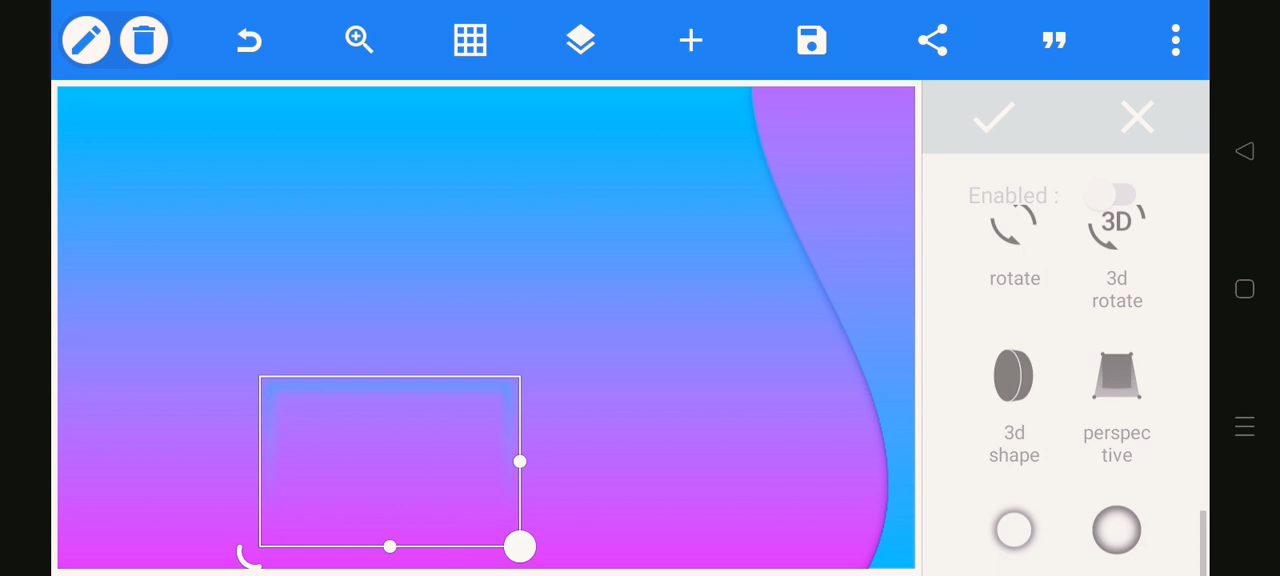 Enabled :
3D
rotate
3d
rotate
3d
shape
perspec
tive